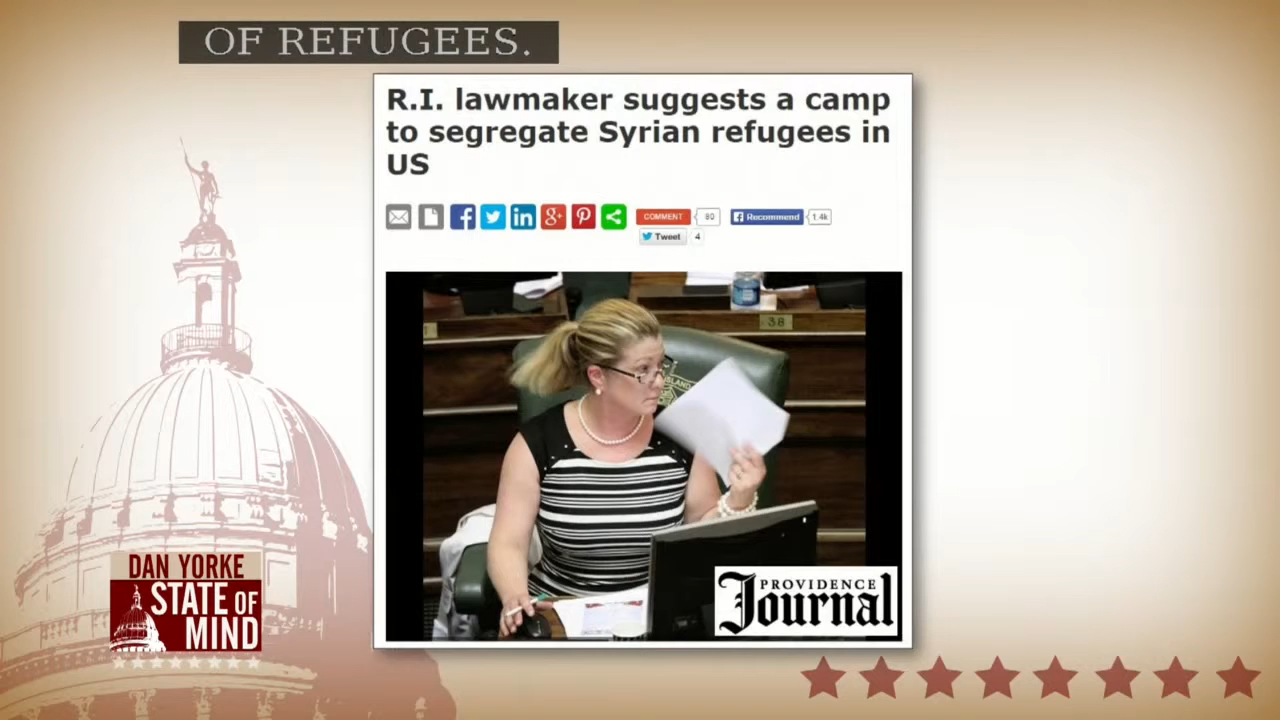 OF REFUGEES.
R.I. lawmaker suggests a camp
to segregate Syrian refugees in
US
COMMENT 80 Recommend 1.4k
Tweet 4
38
ISLAND
DAN YORKE
STATE OF
MIND
PROVIDENCE
Journal